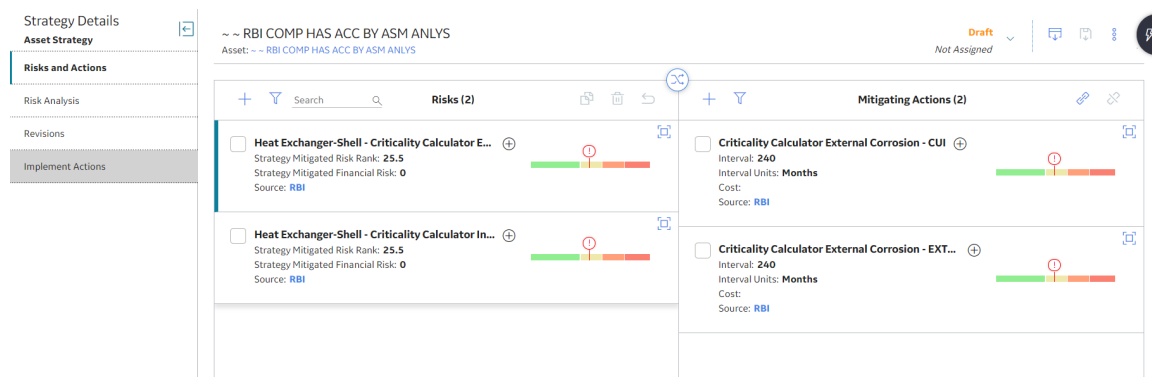 Strategy Details
Asset Strategy
Risks and Actions
Risk Analysis
Revisions
Implement Actions
~ ~ RBI COMP HAS ACC BY ASM ANLYS
Asset: ~ ~ RBI COMP HAS ACC BY ASM ANLYS
Draft
Not Assigned
Search
Risks (2)
Heat Exchanger-Shell - Criticality Calculator E...
Strategy Mitigated Risk Rank: 25.5
Strategy Mitigated Financial Risk: 0
Source: RBI
Heat Exchanger-Shell - Criticality Calculator In...
Strategy Mitigated Risk Rank: 25.5
Strategy Mitigated Financial Risk: 0
Source: RBI
Mitigating Actions (2)
Criticality Calculator External Corrosion - CUI
Interval: 240
Interval Units: Months
Cost:
Source: RBI
Criticality Calculator External Corrosion - EXT...
Interval: 240
Interval Units: Months
Cost:
Source: RBI